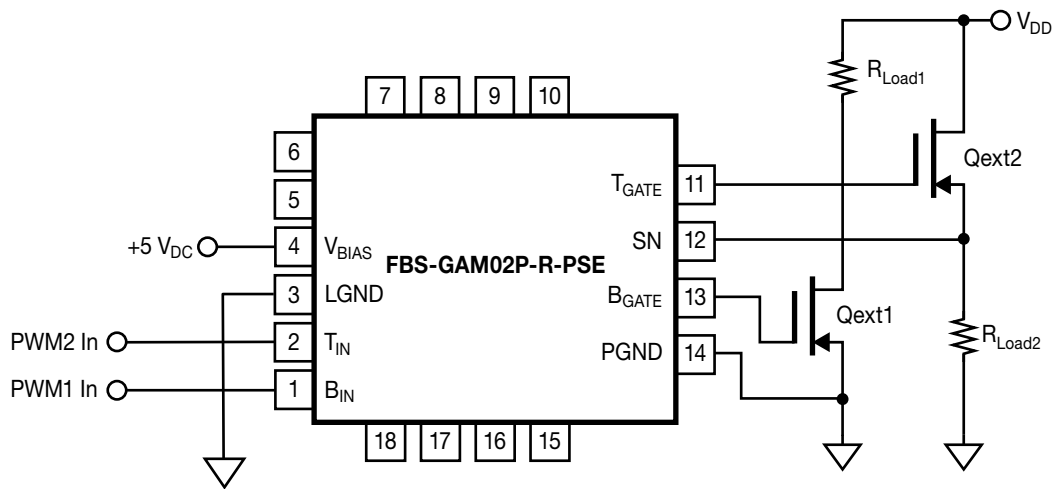 V_DD
R_Load1
7 8 9 10
6
5
4
3
2
1
+5 V_DC
PWM2 In
PWM1 In
V_BIAS
LGND
T_IN
B_IN
FBS-GAM02P-R-PSE
T_GATE
SN
B_GATE
PGND
11
12
13
14
Qext2
Qext1
R_Load2
18 17 16 15